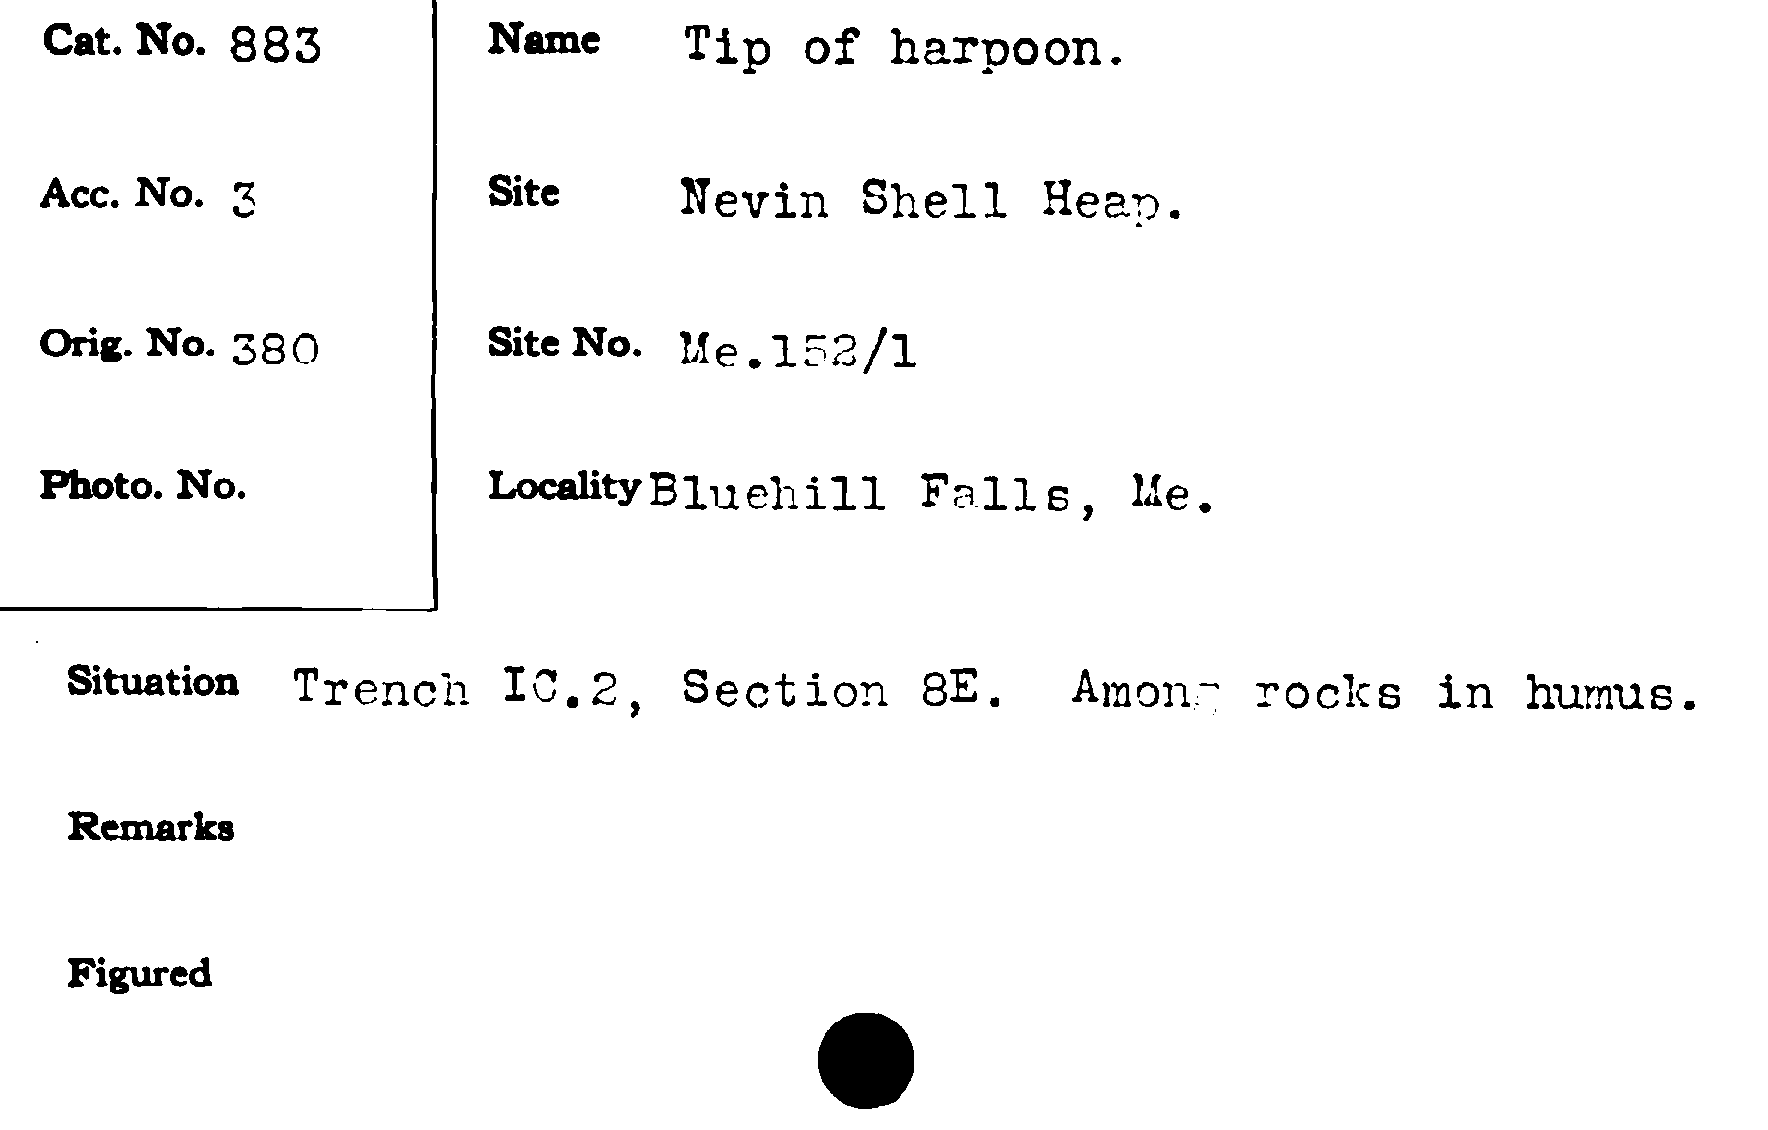 Cat. No. 883
Name Tip of harpoon.
Acc. No. 3
Site Nevin Shell Heap.
Orig. No. 380
Site No. Me.152/1
Photo. No.
Locality Bluehill Falls, Me.
Situation Trench IC.2, Section 8E. Among rocks in humus.
Remarks
Figured